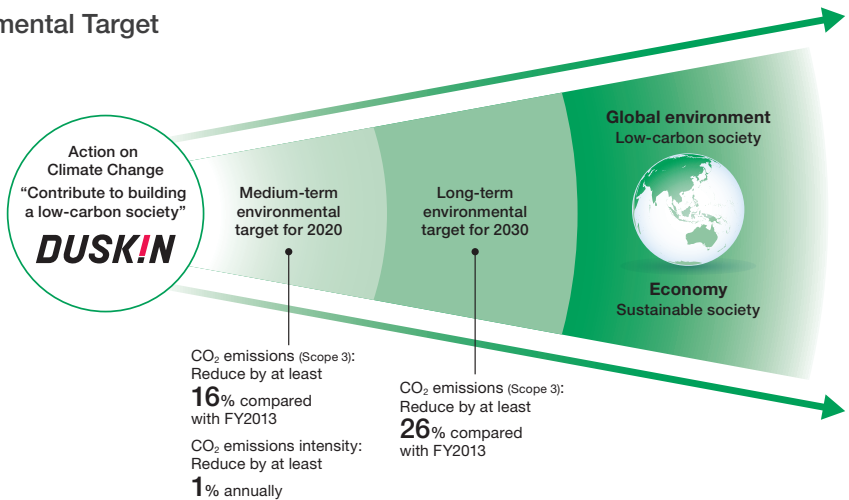 mental Target
Action on
Climate Change
“Contribute to building
a low-carbon society”
DUSK!N
Medium-term
environmental
target for 2020
Long-term
environmental
target for 2030
Global environment
Low-carbon society
Economy
Sustainable society
CO₂ emissions (Scope 3):
Reduce by at least
16% compared
with FY2013
CO₂ emissions intensity:
Reduce by at least
1% annually
CO₂ emissions (Scope 3):
Reduce by at least
26% compared
with FY2013